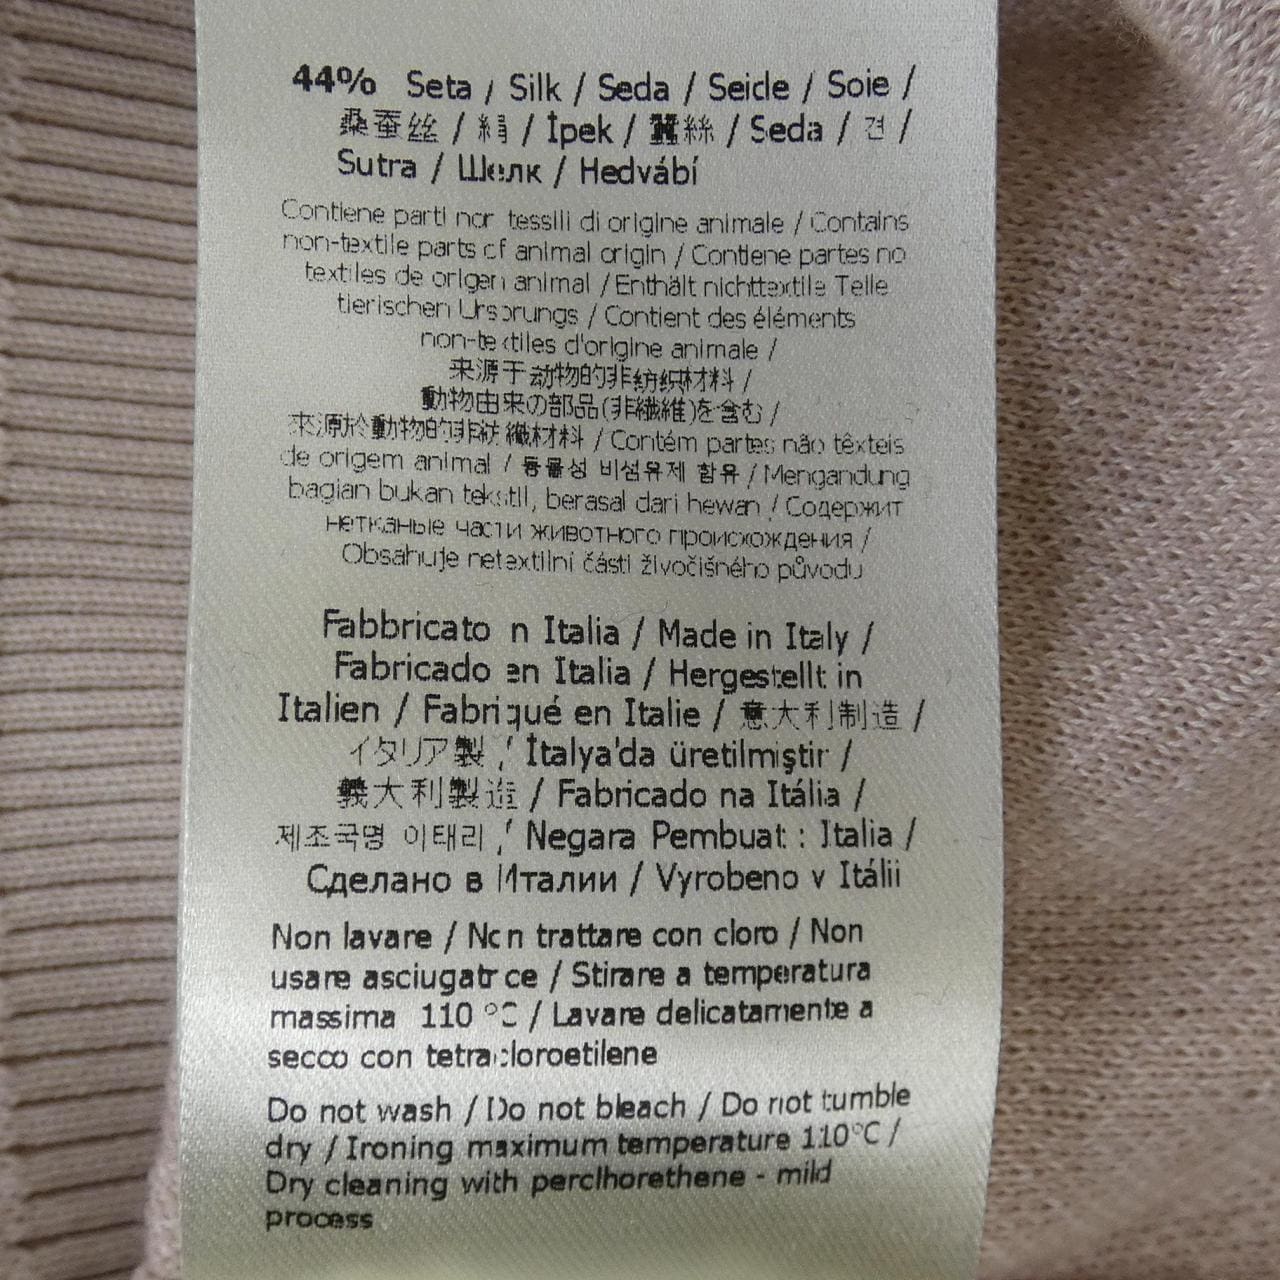 44% Seta / Silk / Seda / Seide / Soie /
桑蚕丝 / 絹 / İpek / 蠶絲 / Seda / 견 /
Sutra / Шелк / Hedvábí
Contiene parti non tessili di origine animale / Contains
non-textile parts of animal origin / Contiene partes no
textiles de origen animal / Enthält nichttextile Teile
tierischen Ursprungs / Contient des éléments
non-textiles d'origine animale /
来源于动物的非纺织材料 /
動物由来の部品(非繊維)を含む /
來源於動物的非紡織材料 / Contém partes não têxteis
de origem animal / 동물성 비섬유제 함유 / Mengandung
bagian bukan tekstil, berasal dari hewan / Содержит
нетканые части животного происхождения /
Obsahuje netextilní části živočišného původu
Fabbricato in Italia / Made in Italy /
Fabricado en Italia / Hergestellt in
Italien / Fabriqué en Italie / 意大利制造 /
イタリア製 / İtalya'da üretilmiştir /
義大利製造 / Fabricado na Itália /
제조국명 이태리 / Negara Pembuat : Italia /
Сделано в Италии / Vyrobeno v Itálii
Non lavare / Non trattare con cloro / Non
usare asciugatrice / Stirare a temperatura
massima 110 °C / Lavare delicatamente a
secco con tetracloroetilene
Do not wash / Do not bleach / Do not tumble
dry / Ironing maximum temperature 110°C /
Dry cleaning with perclhorethene - mild
process